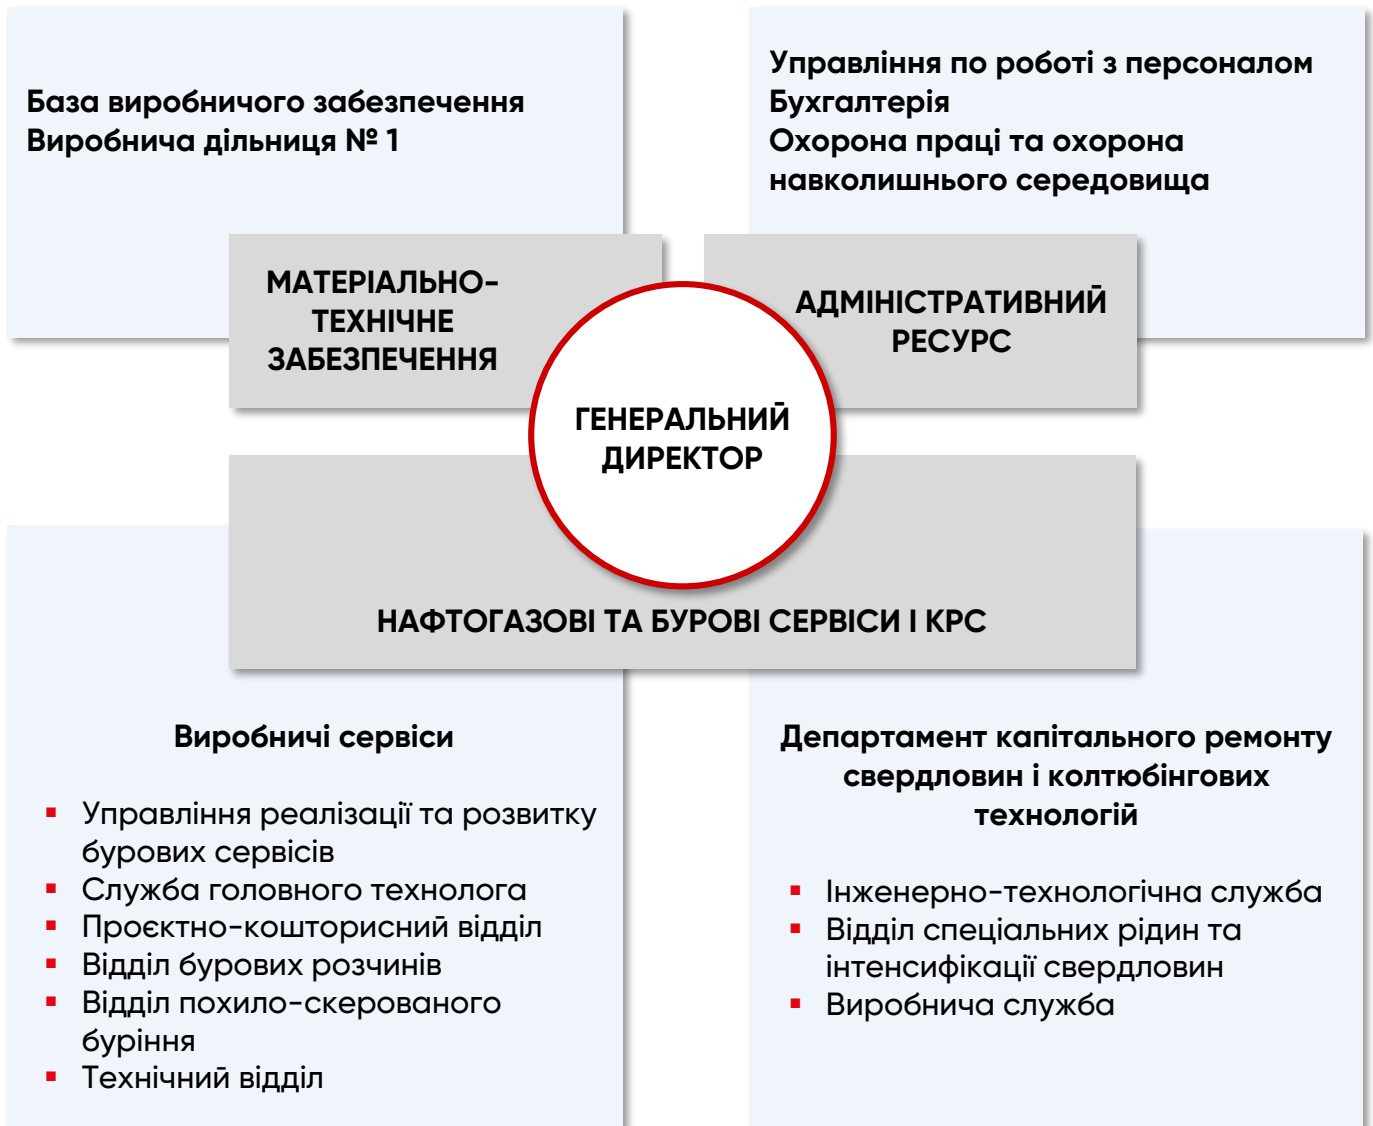 База виробничого забезпечення
Виробнича дільниця № 1
Управління по роботі з персоналом
Бухгалтерія
Охорона праці та охорона
навколишнього середовища
МАТЕРІАЛЬНО-
ТЕХНІЧНЕ
ЗАБЕЗПЕЧЕННЯ
АДМІНІСТРАТИВНИЙ
РЕСУРС
ГЕНЕРАЛЬНИЙ
ДИРЕКТОР
НАФТОГАЗОВІ ТА БУРОВІ СЕРВІСИ І КРС
Виробничі сервіси
▪ Управління реалізації та розвитку
бурових сервісів
▪ Служба головного технолога
▪ Проєктно-кошторисний відділ
▪ Відділ бурових розчинів
▪ Відділ похило-скерованого
буріння
▪ Технічний відділ
Департамент капітального ремонту
свердловин і колтюбінгових
технологій
▪ Інженерно-технологічна служба
▪ Відділ спеціальних рідин та
інтенсифікації свердловин
▪ Виробнича служба